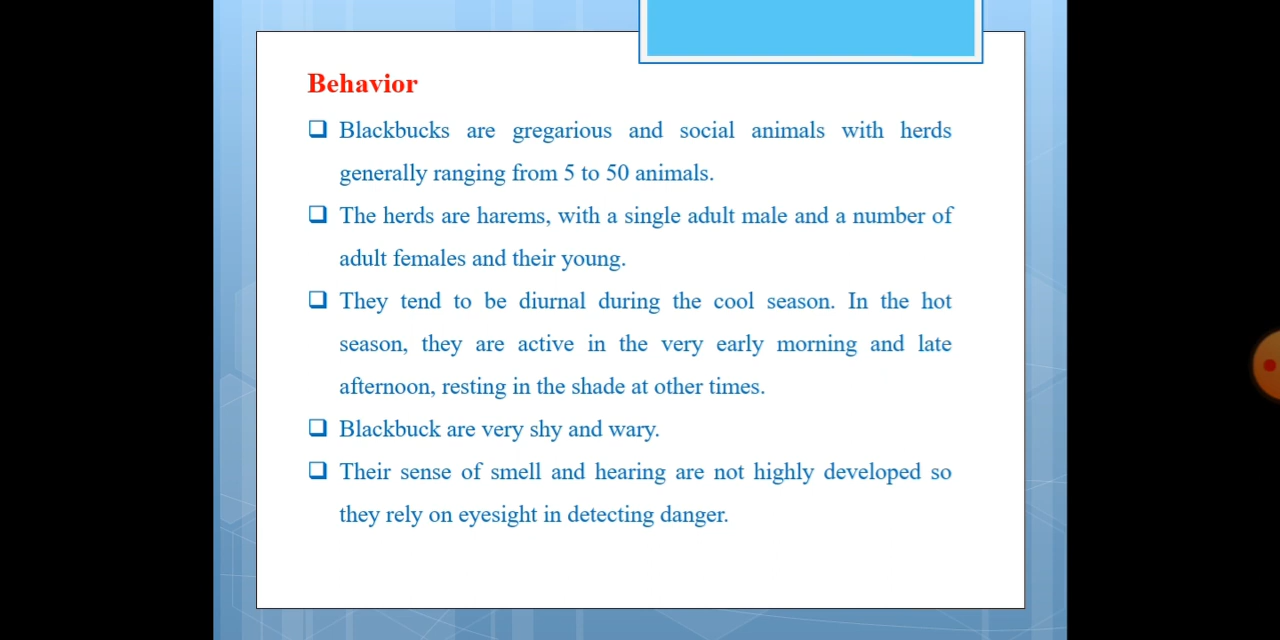 Behavior
Blackbucks are gregarious and social animals with herds
generally ranging from 5 to 50 animals.
The herds are harems, with a single adult male and a number of
adult females and their young.
They tend to be diurnal during the cool season. In the hot
season, they are active in the very early morning and late
afternoon, resting in the shade at other times.
Blackbuck are very shy and wary.
Their sense of smell and hearing are not highly developed so
they rely on eyesight in detecting danger.